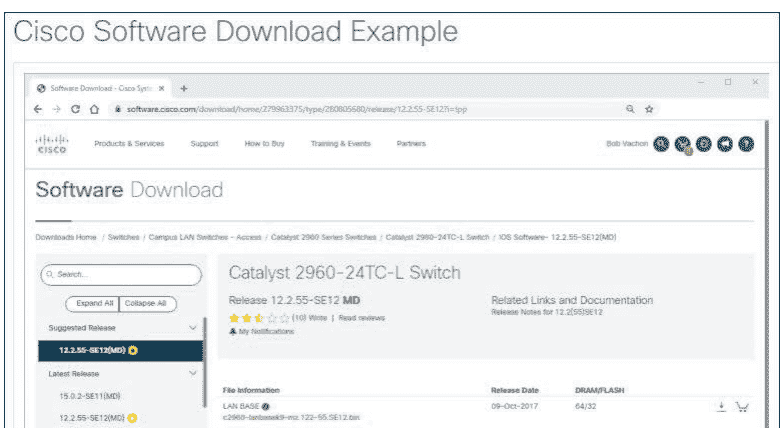 Cisco Software Download Example
Software Download - Cisco Syste
software.cisco.com/download/home/279963375/type/280805680/release/12.2.55-SE12?i=!pp
CISCO
Products & Services Support How to Buy Training & Events Partners Bob Vachon
Software Download
Downloads Home / Switches / Campus LAN Switches - Access / Catalyst 2960 Series Switches / Catalyst 2960-24TC-L Switch / IOS Software- 12.2.55-SE12(MD)
Search...
Expand All Collapse All
Suggested Release
12.2.55-SE12(MD)
Latest Release
15.0.2-SE11(MD)
12.2.55-SE12(MD)
Catalyst 2960-24TC-L Switch
Release 12.2.55-SE12 MD
(10) Write | Read reviews
My Notifications
Related Links and Documentation
Release Notes for 12.2(55)SE12
File Information Release Date DRAM/FLASH
LAN BASE 09-Oct-2017 64/32
c2960-lanbasek9-mz.122-55.SE12.bin